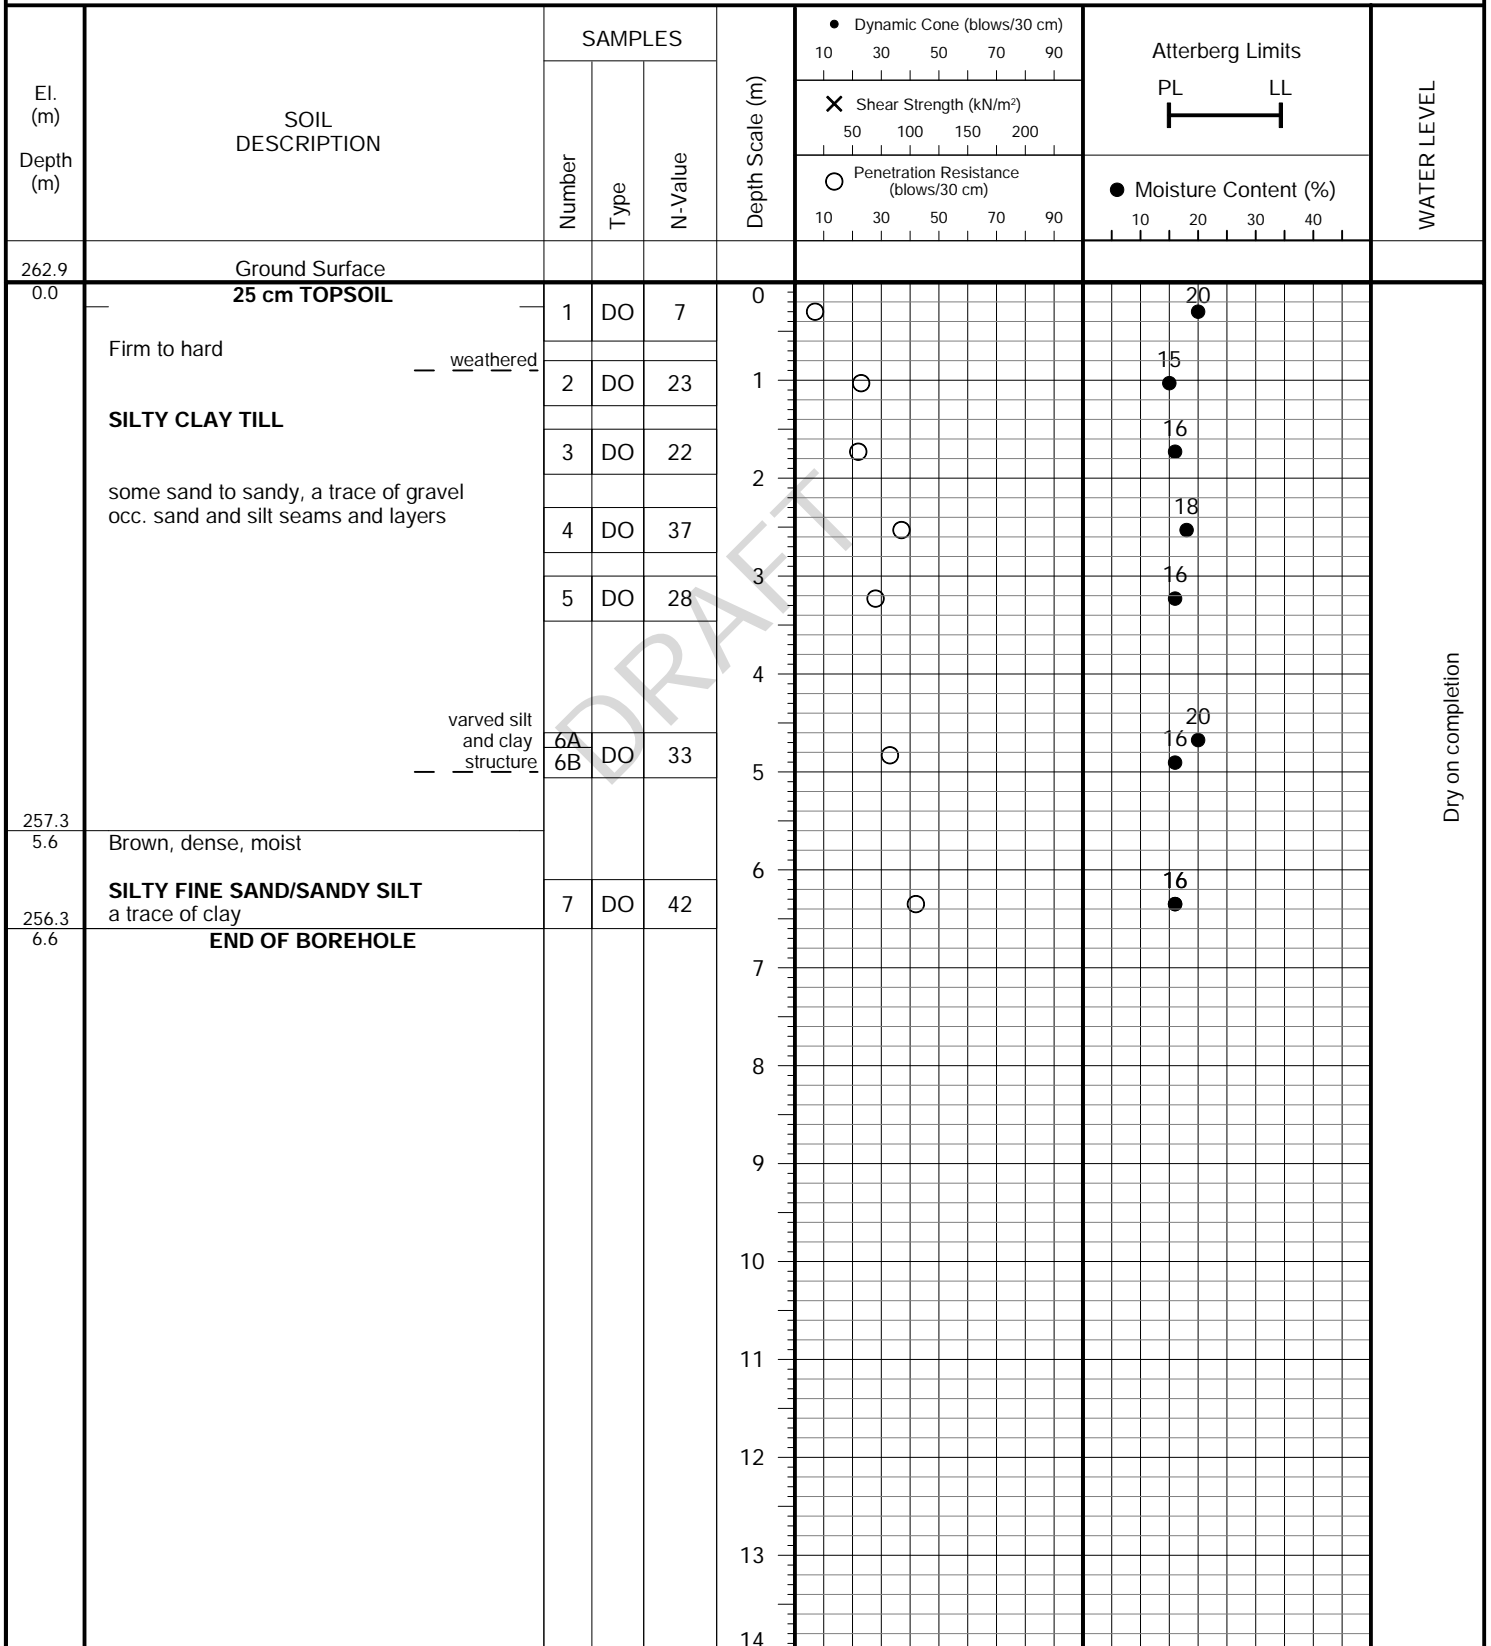 El.
(m)
Depth
(m)
SOIL
DESCRIPTION
SAMPLES
Number
Type
N-Value
Depth Scale (m)
Dynamic Cone (blows/30 cm)
10 30 50 70 90
Shear Strength (kN/m²)
50 100 150 200
Penetration Resistance
(blows/30 cm)
10 30 50 70 90
Atterberg Limits
PL LL
Moisture Content (%)
10 20 30 40
WATER LEVEL
262.9 Ground Surface
0.0 25 cm TOPSOIL 0 20
1 DO 7
Firm to hard
weathered 15
2 DO 23 1
SILTY CLAY TILL 16
3 DO 22
2
some sand to sandy, a trace of gravel
occ. sand and silt seams and layers 18
4 DO 37
3 16
5 DO 28
4
varved silt 20
and clay 6A 16
structure 6B DO 33
5
Dry on completion
257.3
5.6 Brown, dense, moist
6
SILTY FINE SAND/SANDY SILT 16
a trace of clay 7 DO 42
256.3
6.6 END OF BOREHOLE
7
8
9
10
11
12
13
14
DRAFT